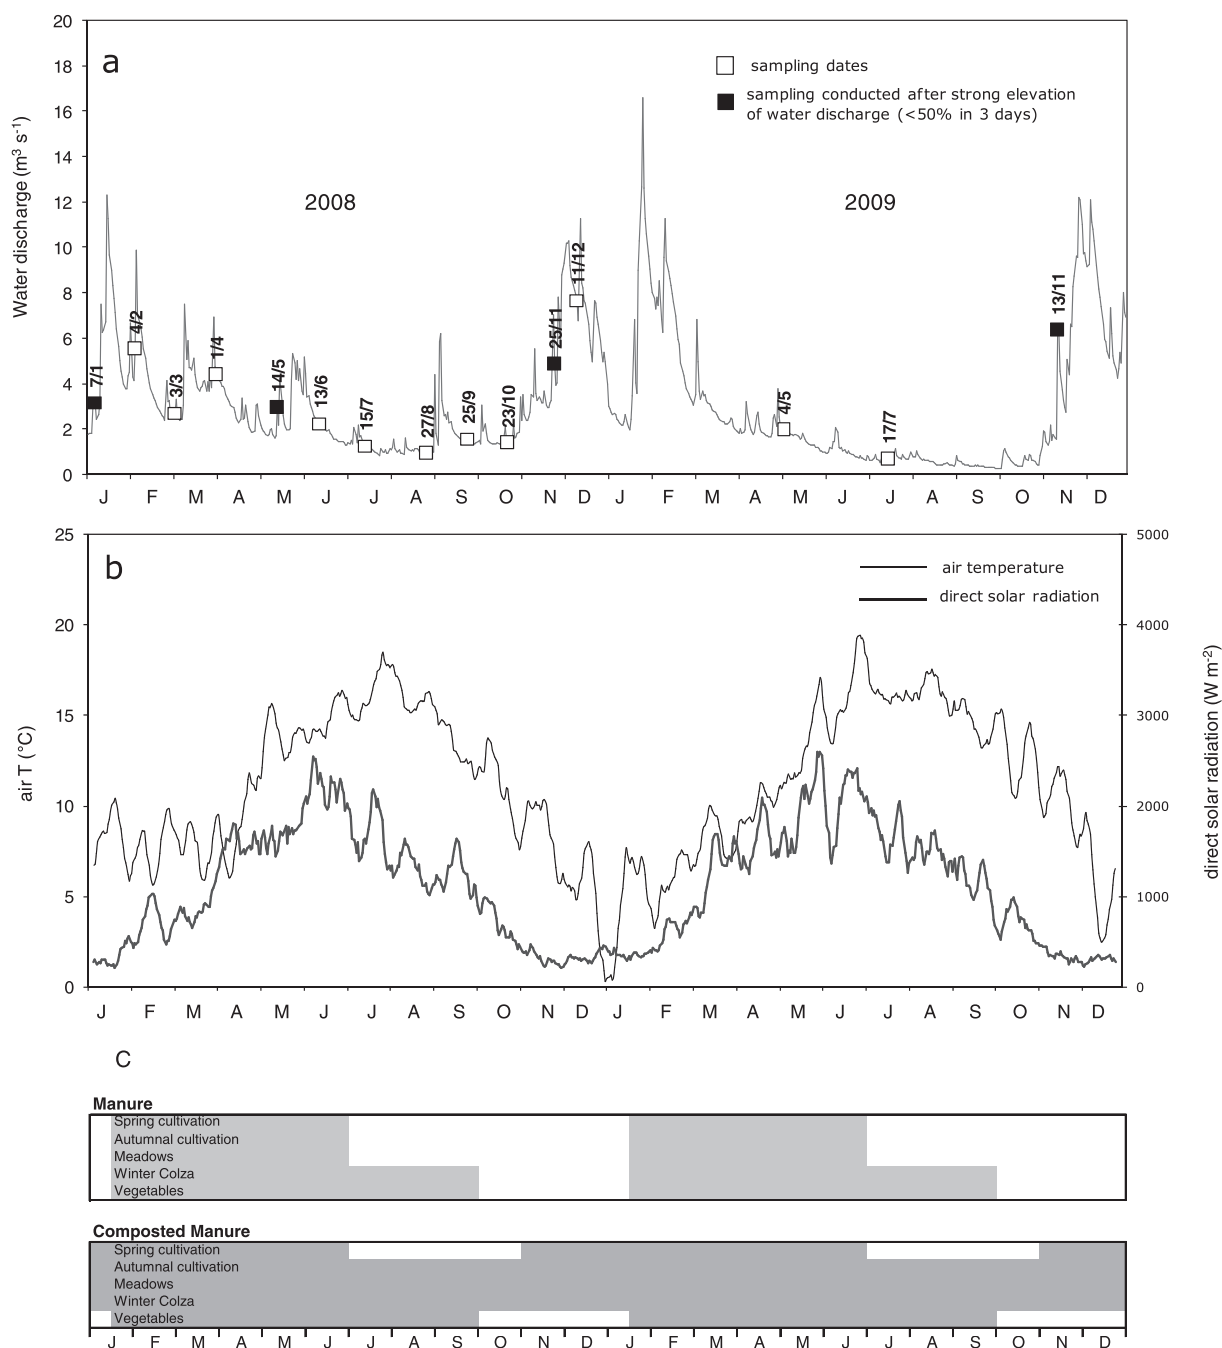 a
20
18
16
14
12
10
8
6
4
2
0
Water discharge (m³ s⁻¹)
sampling dates
sampling conducted after strong elevation
of water discharge (<50% in 3 days)
2008
2009
7/1
4/2
3/3
1/4
14/5
13/6
15/7
27/8
25/9
23/10
25/11
11/12
4/5
17/7
13/11
J F M A M J J A S O N D J F M A M J J A S O N D
b
25
20
15
10
5
0
air T (°C)
air temperature
direct solar radiation
5000
4000
3000
2000
1000
0
direct solar radiation (W m⁻²)
J F M A M J J A S O N D J F M A M J J A S O N D
C
Manure
Spring cultivation
Autumnal cultivation
Meadows
Winter Colza
Vegetables
Composted Manure
Spring cultivation
Autumnal cultivation
Meadows
Winter Colza
Vegetables
J F M A M J J A S O N D J F M A M J J A S O N D